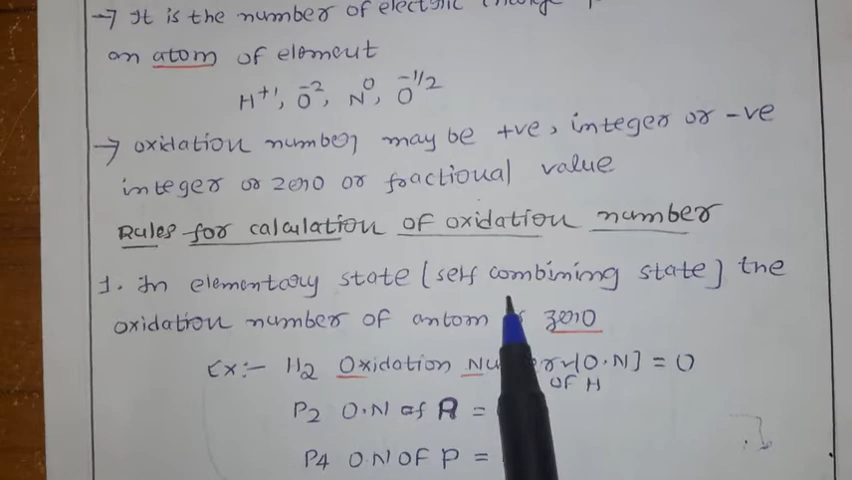 → It is the number of electric charge
an atom of element
H+1, O-2, N0, O-1/2
→ oxidation number may be +ve, integer or -ve
integer or zero or fractional value
Rules for calculation of oxidation number
1. In elementary state [self combining state] the
oxidation number of antom zero
Ex:- H2 Oxidation Nu r [O.N] = 0
OF H
P2 O.N of P =
P4 O.N OF P =